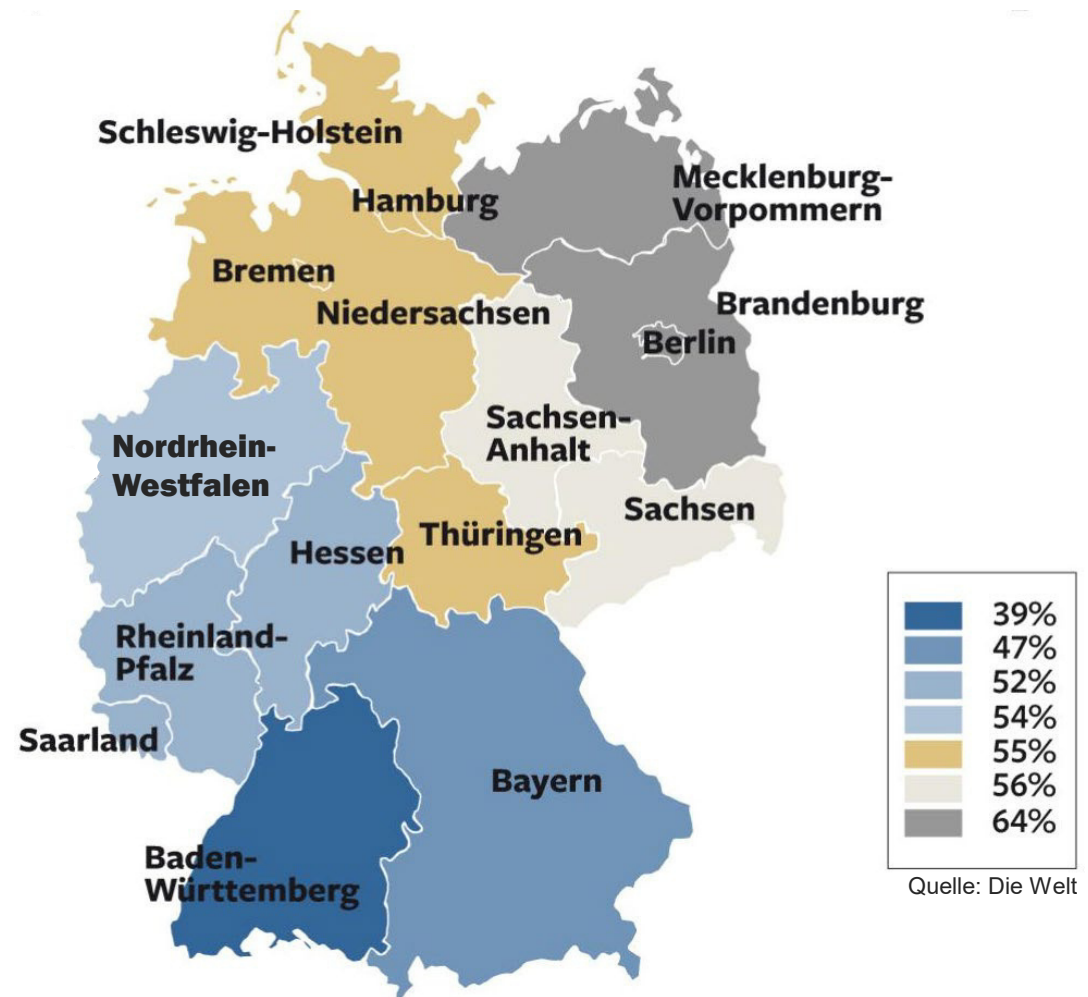 Schleswig-Holstein
Hamburg
Mecklenburg-
Vorpommern
Bremen
Niedersachsen
Brandenburg
Berlin
Sachsen-
Anhalt
Nordrhein-
Westfalen
Sachsen
Thüringen
Hessen
Rheinland-
Pfalz
Saarland
Bayern
Baden-
Württemberg
39%
47%
52%
54%
55%
56%
64%
Quelle: Die Welt